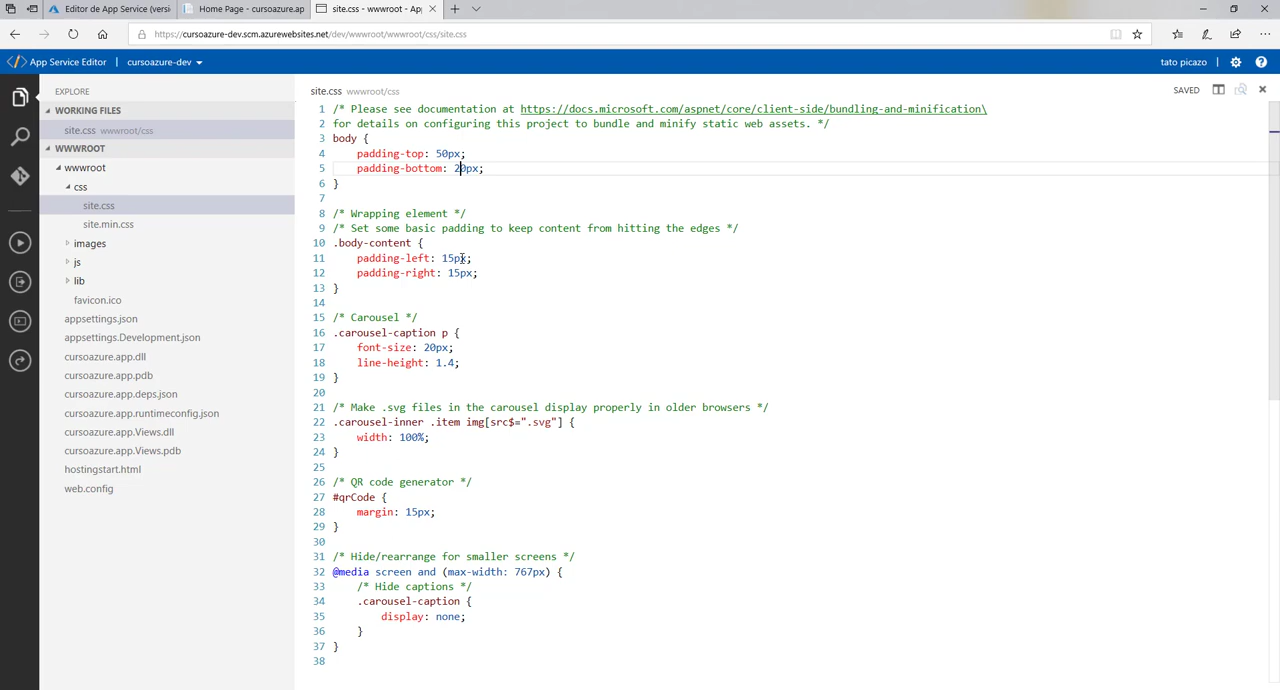 Editor de App Service (versi
Home Page - cursoazure.ap
site.css - wwwroot - Ap
https://cursoazure-dev.scm.azurewebsites.net/dev/wwwroot/wwwroot/css/site.css
</> App Service Editor
cursoazure-dev
tato picazo
EXPLORE
WORKING FILES
site.css wwwroot/css
WWWROOT
wwwroot
css
site.css
site.min.css
images
js
lib
favicon.ico
appsettings.json
appsettings.Development.json
cursoazure.app.dll
cursoazure.app.pdb
cursoazure.app.deps.json
cursoazure.app.runtimeconfig.json
cursoazure.app.Views.dll
cursoazure.app.Views.pdb
hostingstart.html
web.config
site.css wwwroot/css
SAVED
1 /* Please see documentation at https://docs.microsoft.com/aspnet/core/client-side/bundling-and-minification\
2 for details on configuring this project to bundle and minify static web assets. */
3 body {
4 padding-top: 50px;
5 padding-bottom: 20px;
6 }
7
8 /* Wrapping element */
9 /* Set some basic padding to keep content from hitting the edges */
10 .body-content {
11 padding-left: 15px;
12 padding-right: 15px;
13 }
14
15 /* Carousel */
16 .carousel-caption p {
17 font-size: 20px;
18 line-height: 1.4;
19 }
20
21 /* Make .svg files in the carousel display properly in older browsers */
22 .carousel-inner .item img[src$=".svg"] {
23 width: 100%;
24 }
25
26 /* QR code generator */
27 #qrCode {
28 margin: 15px;
29 }
30
31 /* Hide/rearrange for smaller screens */
32 @media screen and (max-width: 767px) {
33 /* Hide captions */
34 .carousel-caption {
35 display: none;
36 }
37 }
38